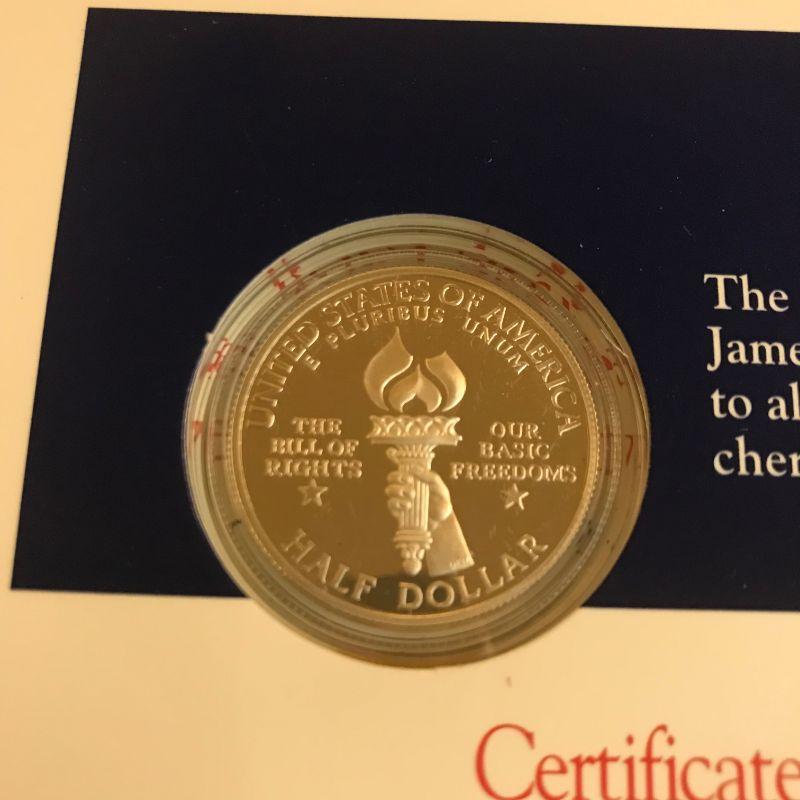 UNITED STATES OF AMERICA
E PLURIBUS UNUM
THE
BILL OF
RIGHTS
OUR
BASIC
FREEDOMS
HALF DOLLAR
The
Jame
to al
cher
Certificate